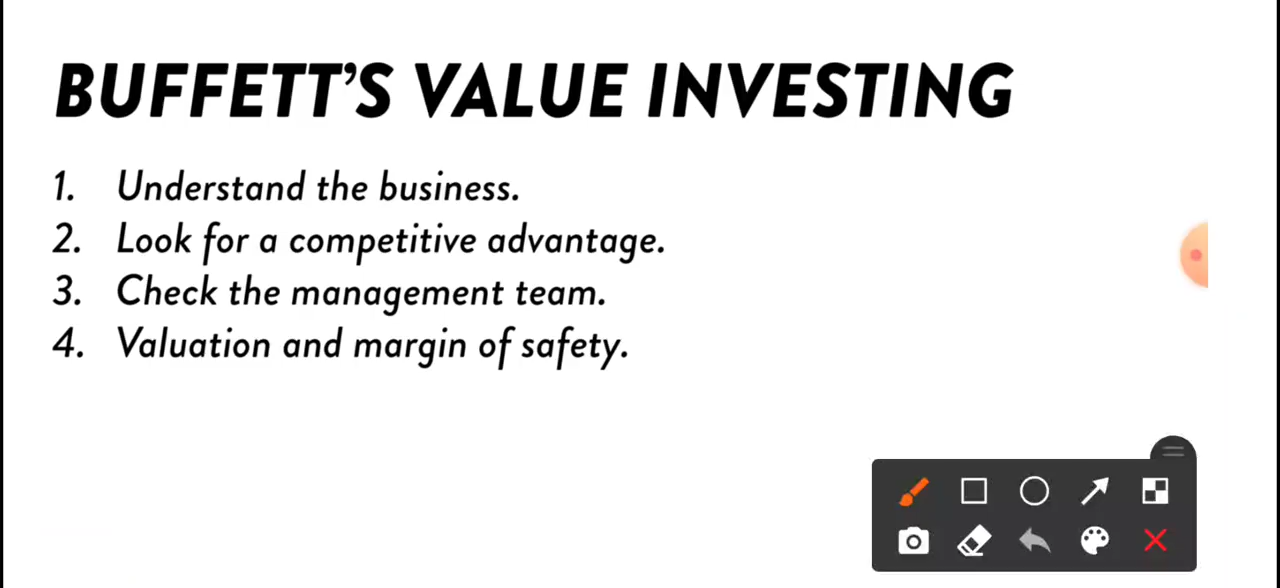 BUFFETT'S VALUE INVESTING
1. Understand the business.
2. Look for a competitive advantage.
3. Check the management team.
4. Valuation and margin of safety.